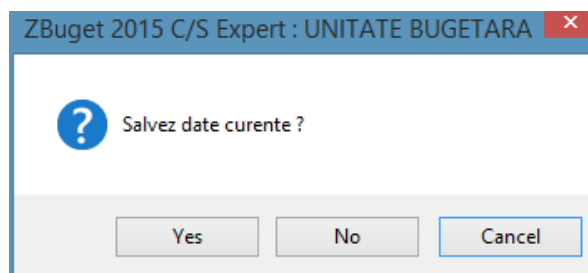 ZBuget 2015 C/S Expert : UNITATE BUGETARA
Salvez date curente ?
Yes No Cancel